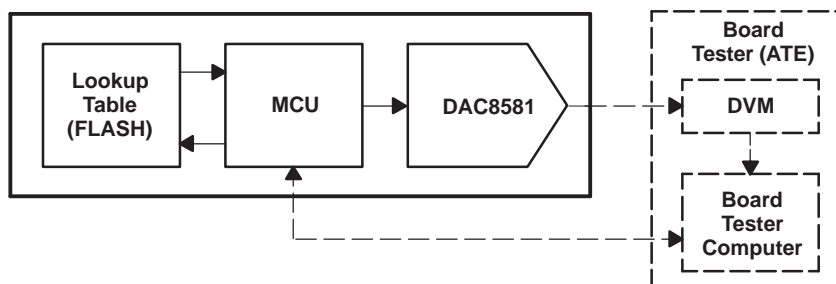 Lookup
Table
(FLASH)
MCU
DAC8581
Board
Tester (ATE)
DVM
Board
Tester
Computer